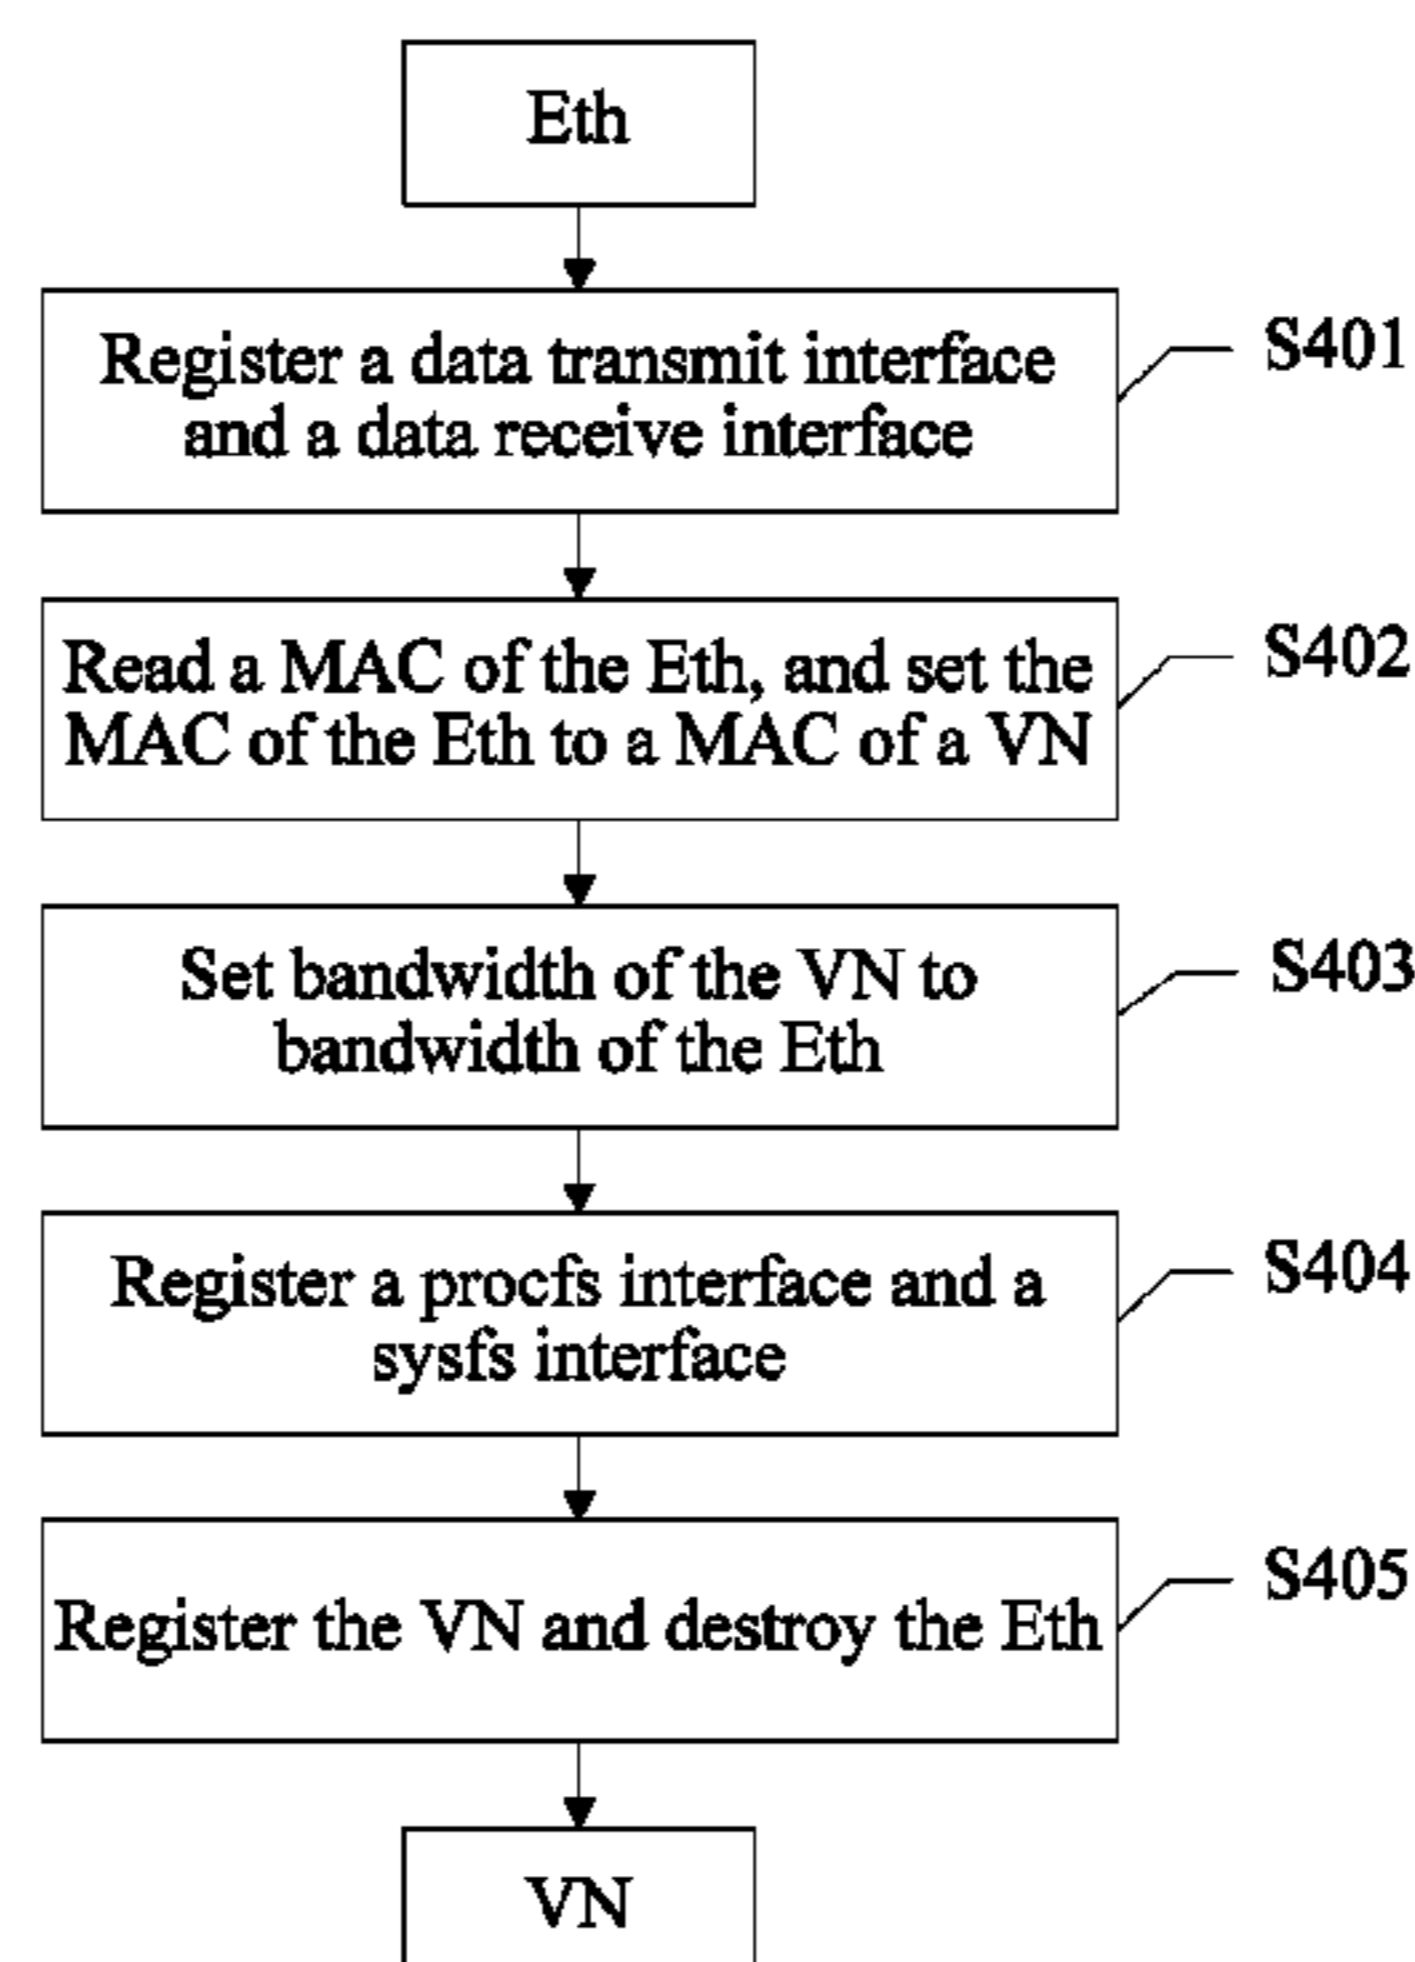 Eth
Register a data transmit interface
and a data receive interface
S401
Read a MAC of the Eth, and set the
MAC of the Eth to a MAC of a VN
S402
Set bandwidth of the VN to
bandwidth of the Eth
S403
Register a procfs interface and a
sysfs interface
S404
Register the VN and destroy the Eth
S405
VN